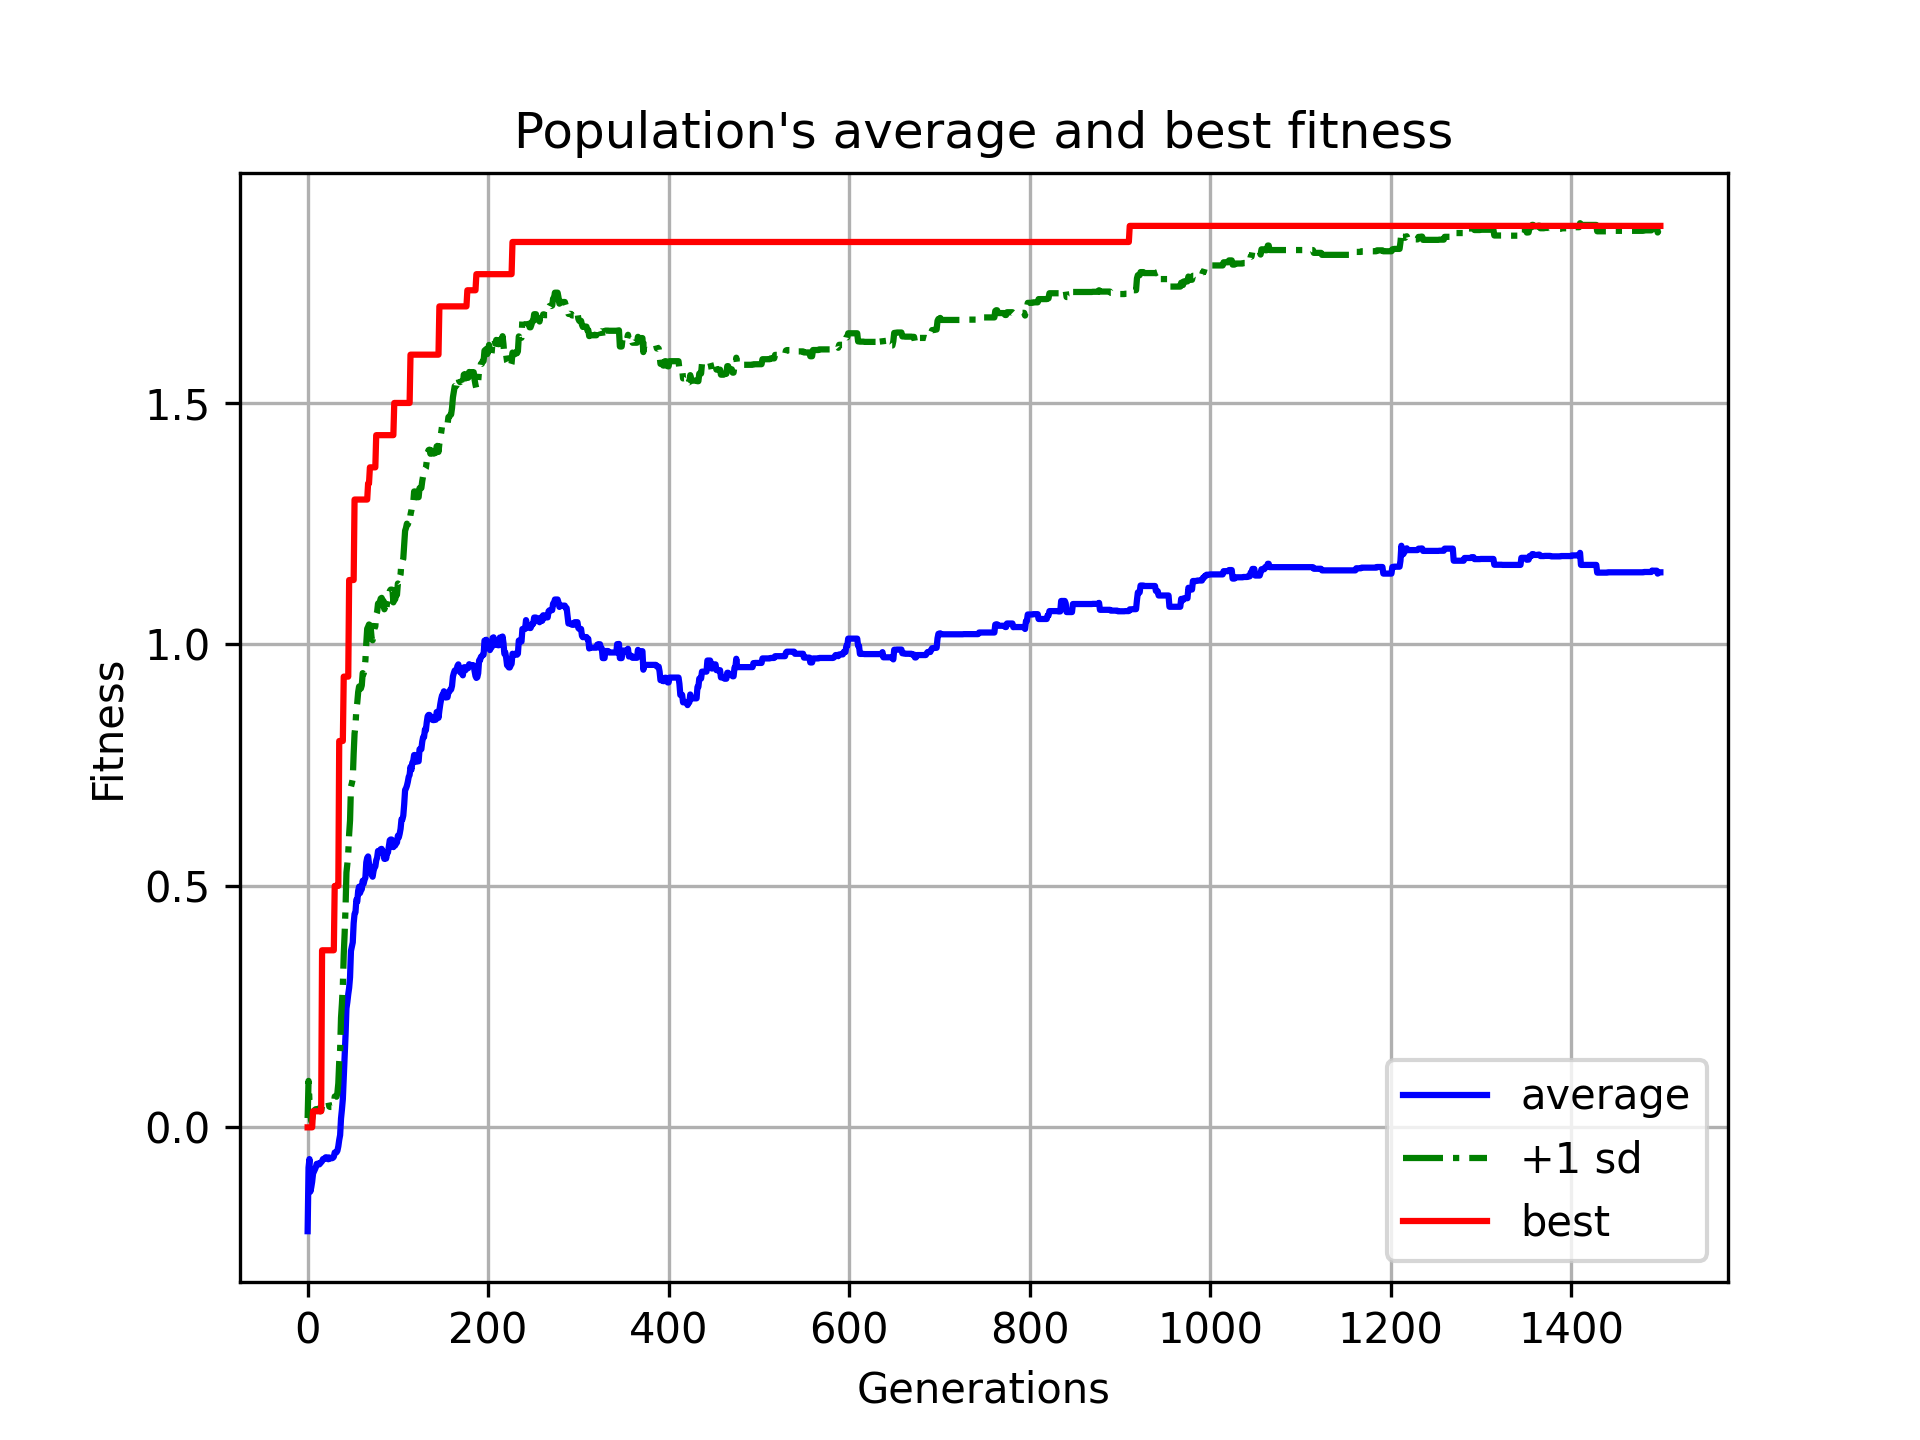 Population's average and best fitness
Fitness
1.5
1.0
0.5
0.0
average
+1 sd
best
0 200 400 600 800 1000 1200 1400
Generations